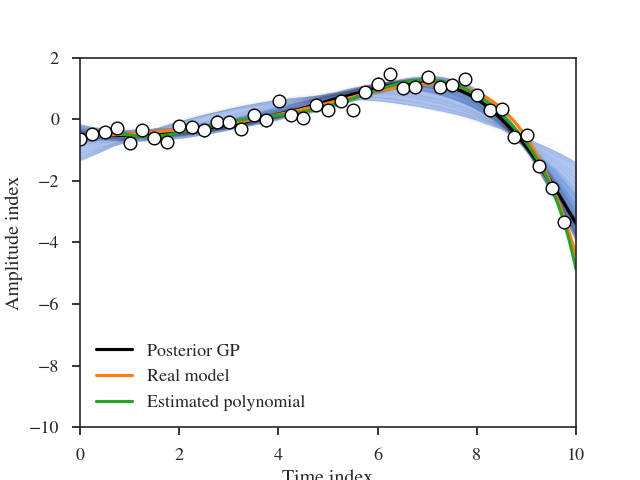 2
0
−2
−4
−6
−8
−10
Amplitude index
Posterior GP
Real model
Estimated polynomial
0 2 4 6 8 10
Time index